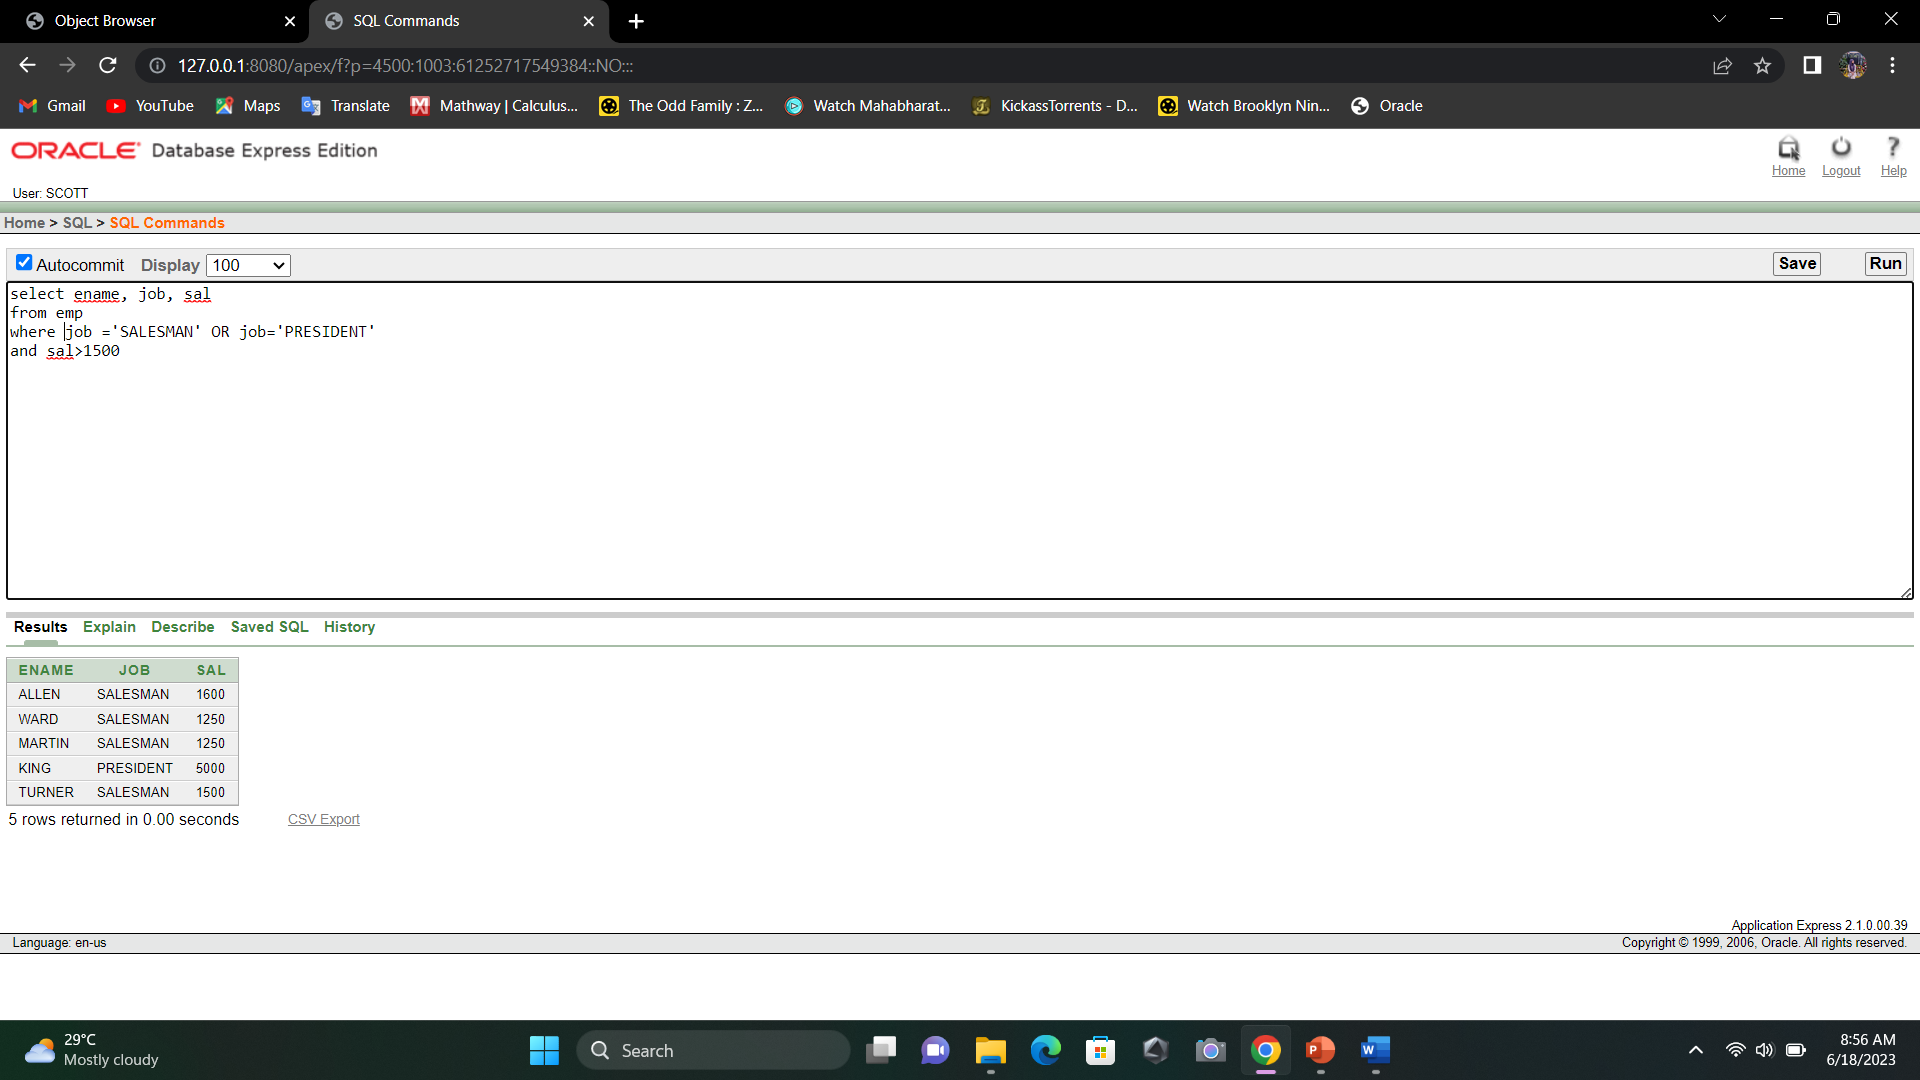 Object Browser
SQL Commands
127.0.0.1:8080/apex/f?p=4500:1003:61252717549384::NO:::
Gmail YouTube Maps Translate Mathway | Calculus... The Odd Family : Z... Watch Mahabharat... KickassTorrents - D... Watch Brooklyn Nin... Oracle
ORACLE Database Express Edition
Home Logout Help
User: SCOTT
Home > SQL > SQL Commands
Autocommit Display 100 Save Run
select ename, job, sal
from emp
where job ='SALESMAN' OR job='PRESIDENT'
and sal>1500
Results Explain Describe Saved SQL History
ENAME JOB SAL
ALLEN SALESMAN 1600
WARD SALESMAN 1250
MARTIN SALESMAN 1250
KING PRESIDENT 5000
TURNER SALESMAN 1500
5 rows returned in 0.00 seconds CSV Export
Application Express 2.1.0.00.39
Language: en-us Copyright © 1999, 2006, Oracle. All rights reserved.
29°C
Mostly cloudy
Search
8:56 AM
6/18/2023